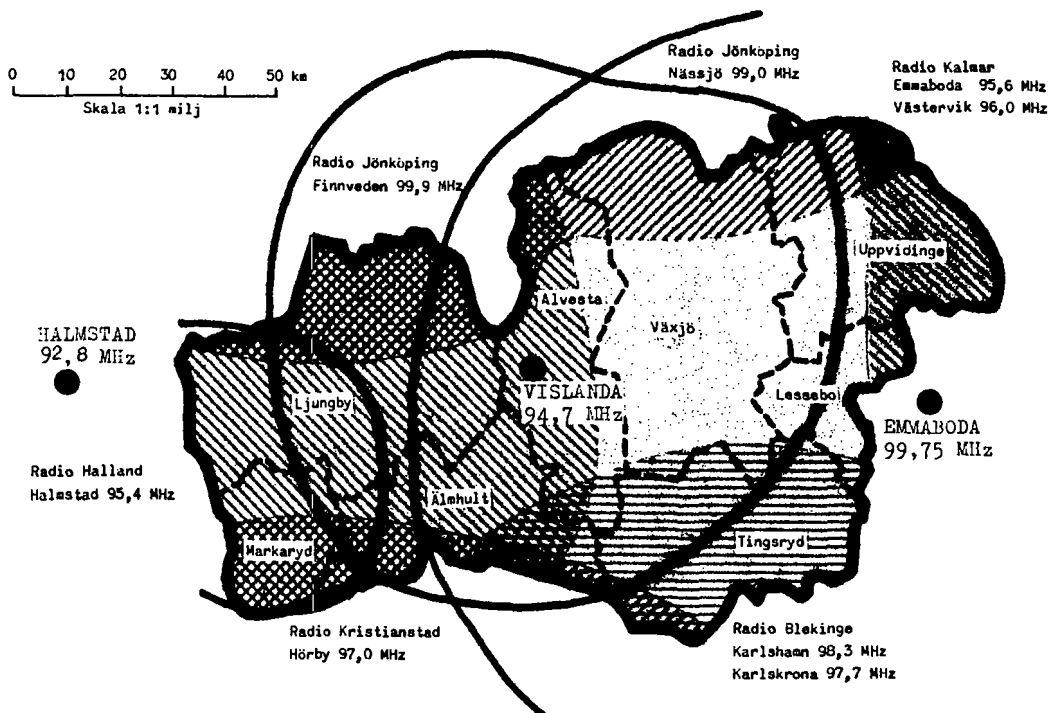 Radio Jönköping
Nässjö 99,0 MHz
Radio Kalmar
Emmaboda 95,6 MHz
Västervik 96,0 MHz
0 10 20 30 40 50 km
Skala 1:1 milj
Radio Jönköping
Finnveden 99,9 MHz
Uppvidinge
Alvesta
Växjö
HALMSTAD
92,8 MHz
VISLANDA
94,7 MHz
Ljungby
Lessebo
EMMABODA
99,75 MHz
Radio Halland
Halmstad 95,4 MHz
Älmhult
Markaryd
Tingsryd
Radio Kristianstad
Hörby 97,0 MHz
Radio Blekinge
Karlshamn 98,3 MHz
Karlskrona 97,7 MHz